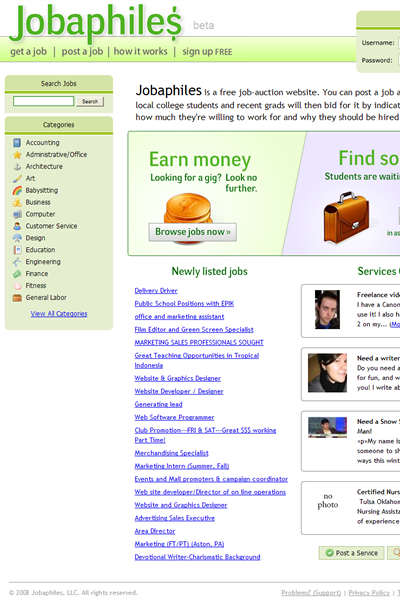 Jobaphiles beta
get a job | post a job | how it works | sign up FREE
Username:
Password:
Search Jobs
Search
Categories
Accounting
Adminstrative/Office
Architecture
Art
Babysitting
Business
Computer
Customer Service
Design
Education
Engineering
Finance
Fitness
General Labor
View All Categories
Jobaphiles is a free job-auction website. You can post a job a
local college students and recent grads will then bid for it by indicat
how much they're willing to work for and why they should be hired
Earn money
Looking for a gig? Look no
further.
Browse jobs now »
Find so
Students are waiti
in as
Newly listed jobs
Delivery Driver
Public School Positions with EPIK
office and marketing assistant
Film Editor and Green Screen Specialist
MARKETING SALES PROFESSIONALS SOUGHT
Great Teaching Opportunities in Tropical
Indonesia
Website & Graphics Designer
Website Developer / Designer
Generating lead
Web Software Programmer
Club Promotion---FRI & SAT---Great $$$ working
Part Time!
Merchandising Specialist
Marketing Intern (Summer, Fall)
Events and Mall promoters & campaign coordinator
Web site developer/Director of on line operations
Website and Graphics Designer
Advertising Sales Executive
Area Director
Marketing (FT/PT) (Aston, PA)
Devotional Writer-Charismatic Background
Services O
Freelance vide
I have a Canon
use it! I also h
2 on my... (Mo
Need a writer
Do you need a
for fun, and w
you! I write ab
Need a Snow S
Man!
<p>My name is
someone to sh
ways this wint
no
photo
Certified Nurs
Tulsa Oklahon
Nursing Assista
of experience
Post a Service
© 2008 Jobaphiles, LLC. All rights reserved.
Problems? (Support) | Privacy Policy | T